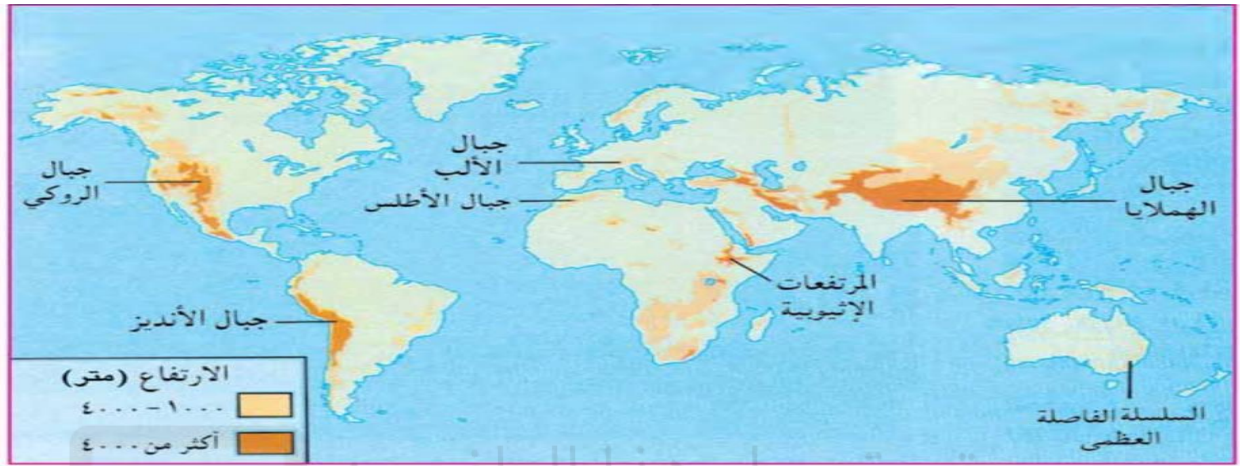 جبال
الألب
جبال
الروكي
جبال الأطلس
جبال
الهملايا
المرتفعات
الإثيوبية
جبال الأنديز
السلسلة الفاصلة
العظمى
الارتفاع (متر)
١٠٠٠ – ٤٠٠٠
أكثر من ٤٠٠٠